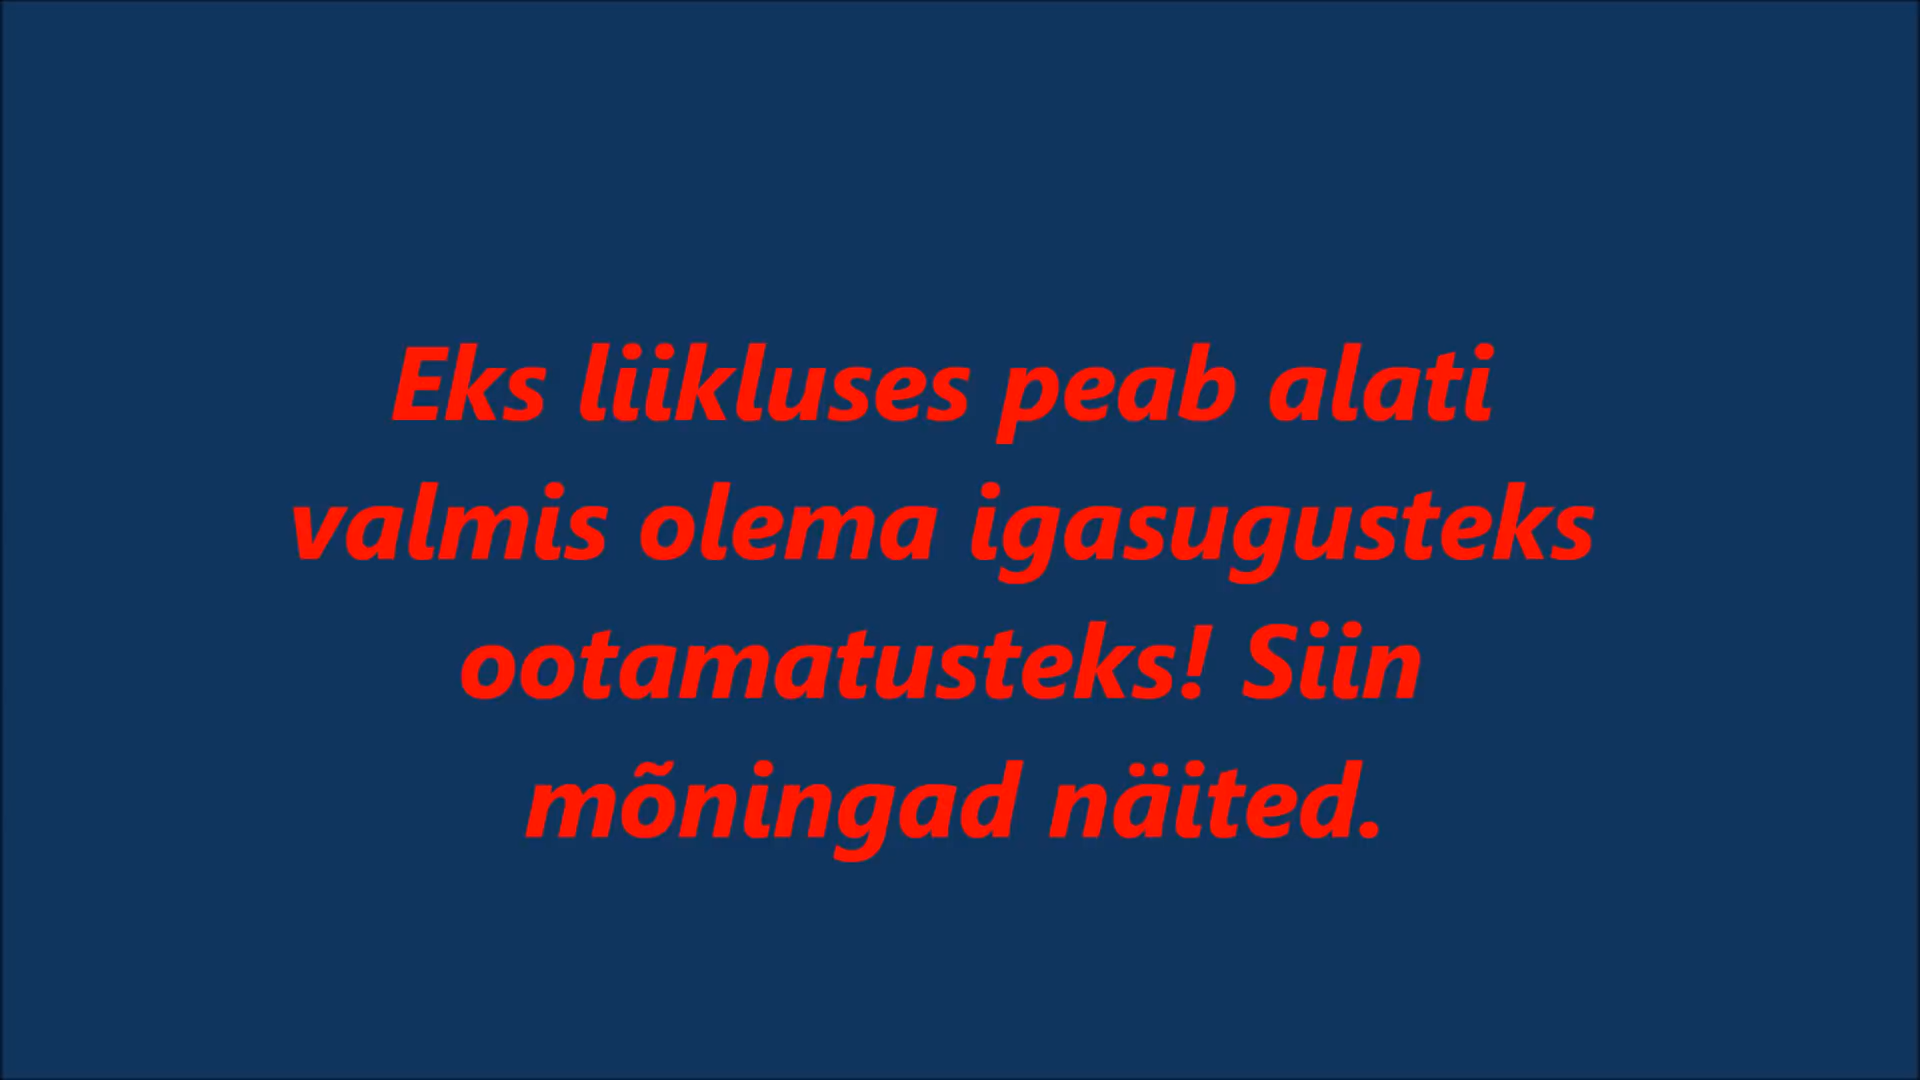 Eks liikluses peab alati
valmis olema igasugusteks
ootamatusteks! Siin
mõningad näited.